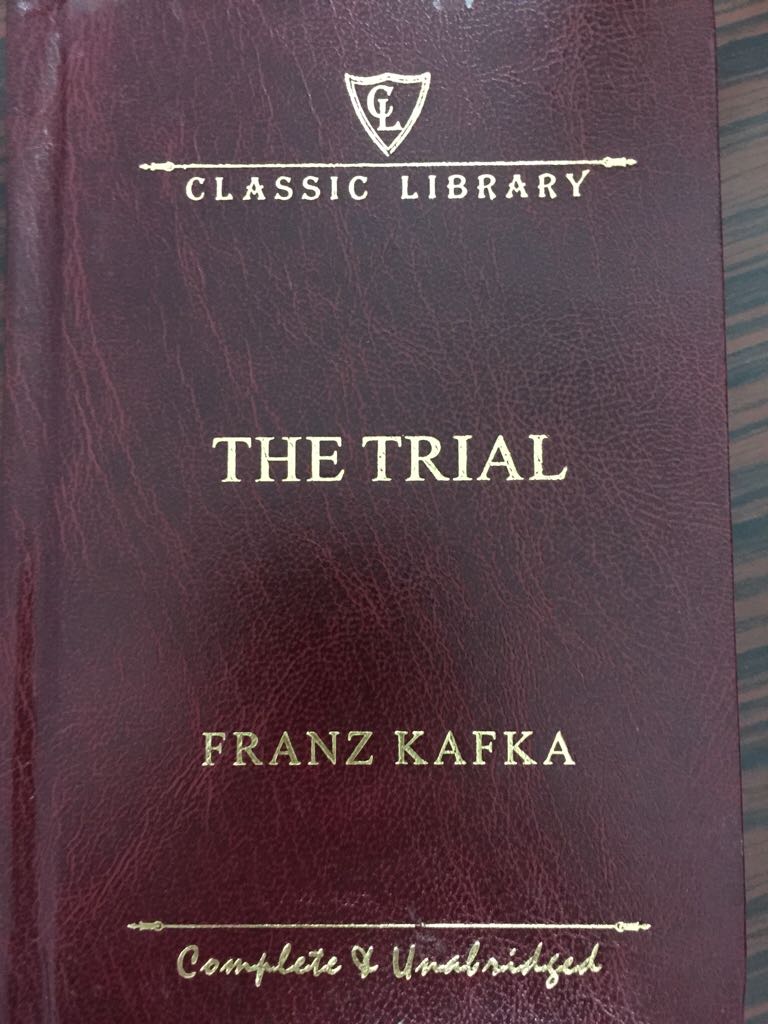 CL
CLASSIC LIBRARY
THE TRIAL
FRANZ KAFKA
Complete & Unabridged